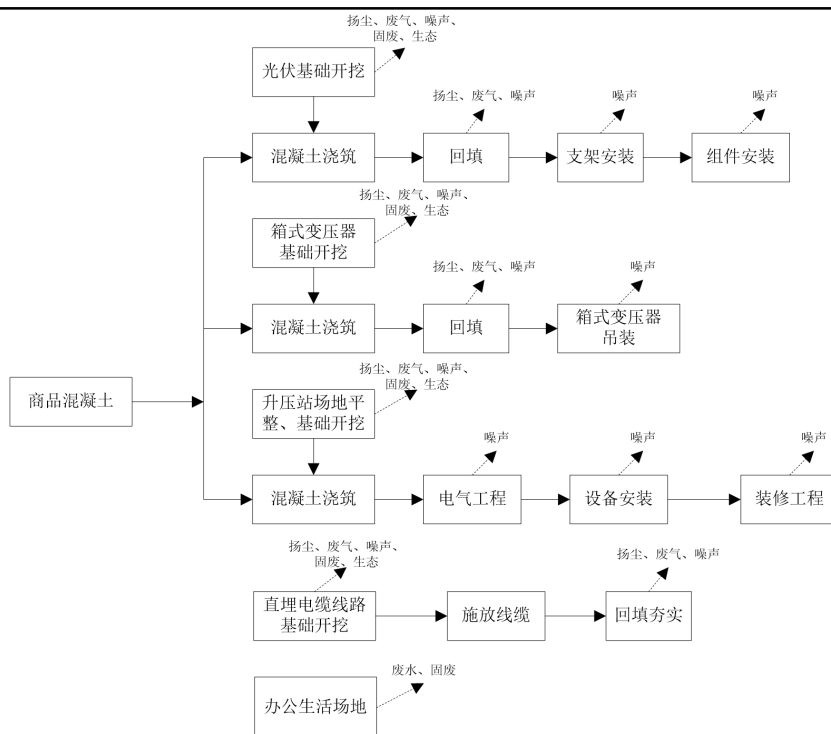 扬尘、废气、噪声、
固废、生态
光伏基础开挖
扬尘、废气、噪声
噪声
噪声
混凝土浇筑
回填
支架安装
组件安装
扬尘、废气、噪声、
固废、生态
箱式变压器
基础开挖
扬尘、废气、噪声
噪声
混凝土浇筑
回填
箱式变压器
吊装
扬尘、废气、噪声、
固废、生态
商品混凝土
升压站场地平
整、基础开挖
噪声
噪声
噪声
混凝土浇筑
电气工程
设备安装
装修工程
扬尘、废气、噪声、
固废、生态
扬尘、废气、噪声
直埋电缆线路
基础开挖
施放线缆
回填夯实
废水、固废
办公生活场地